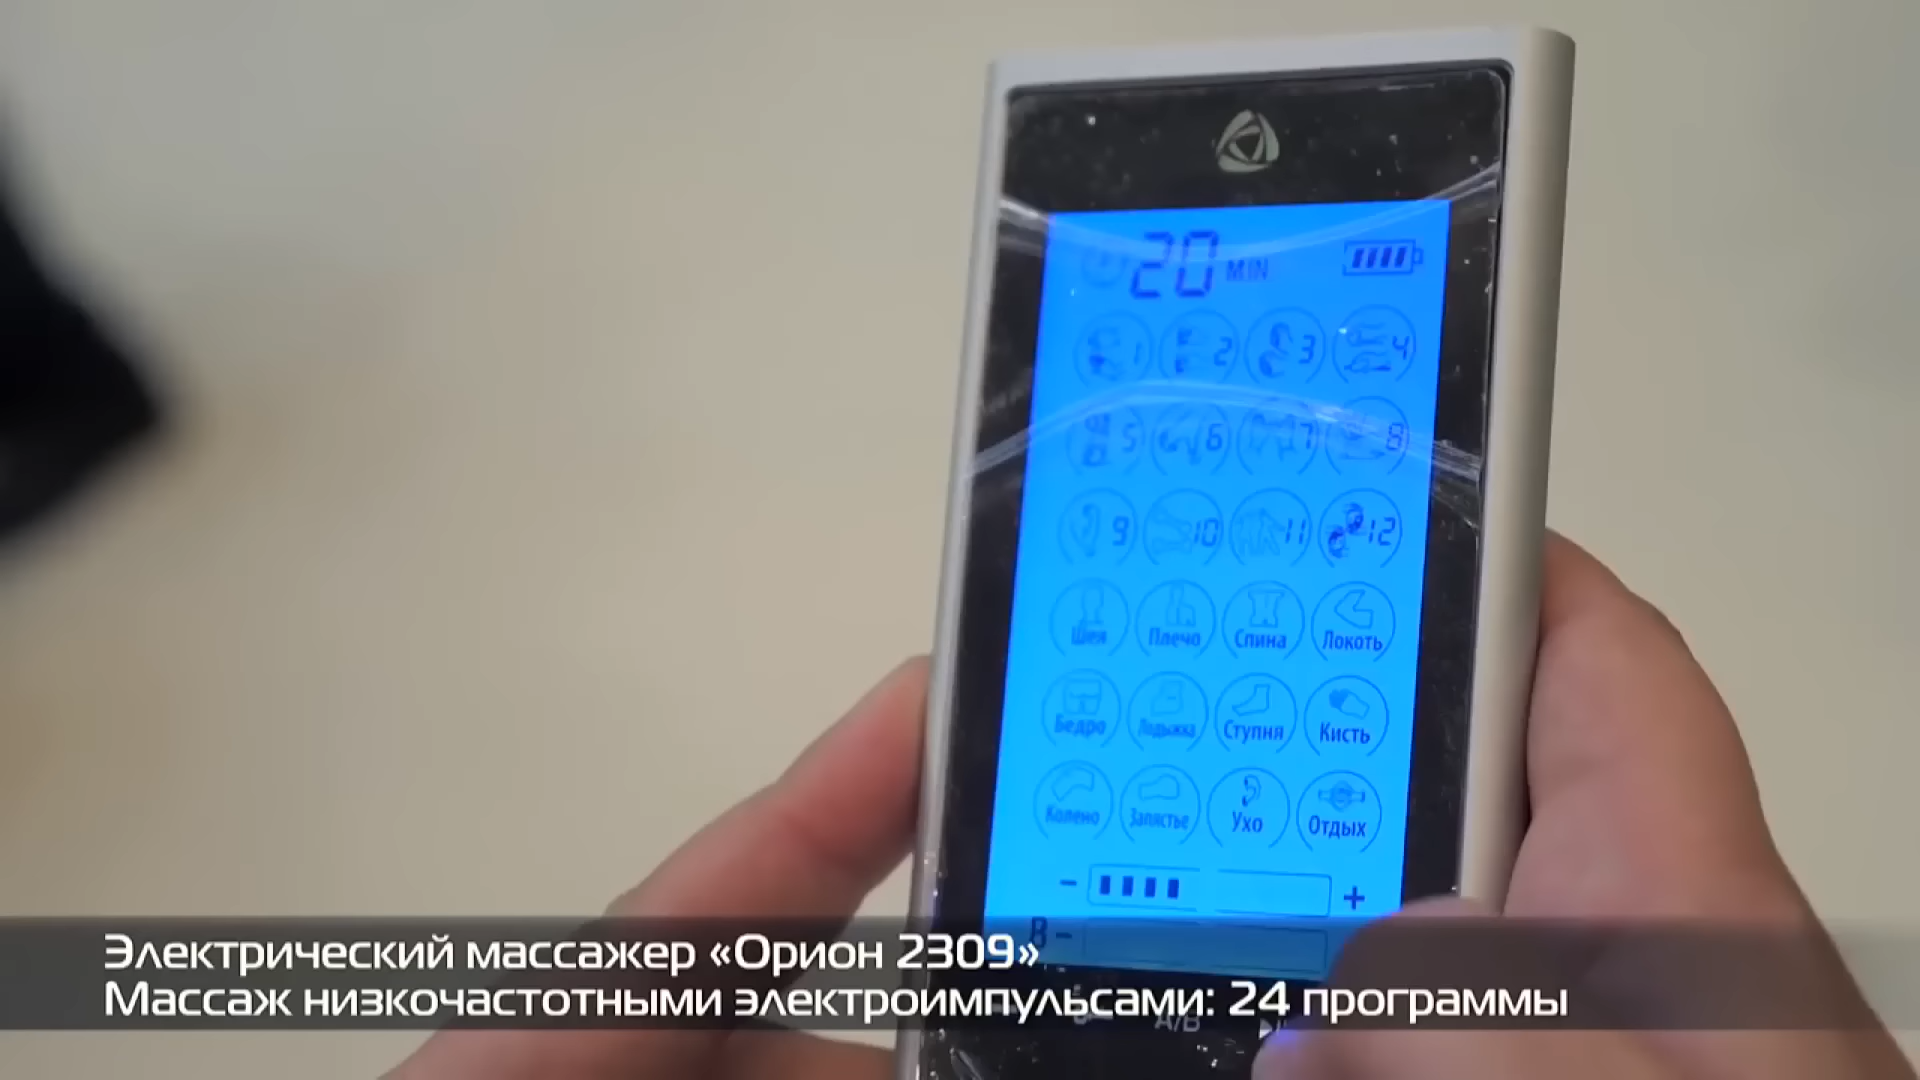 20 MIN
1 2 3 4
5 6 7 8
9 10 11 12
Шея Плечо Спина Локоть
Бедро Лодыжка Ступня Кисть
Колено Запястье Ухо Отдых
- +
B -
A/B
Электрический массажер «Орион 2309»
Массаж низкочастотными электроимпульсами: 24 программы